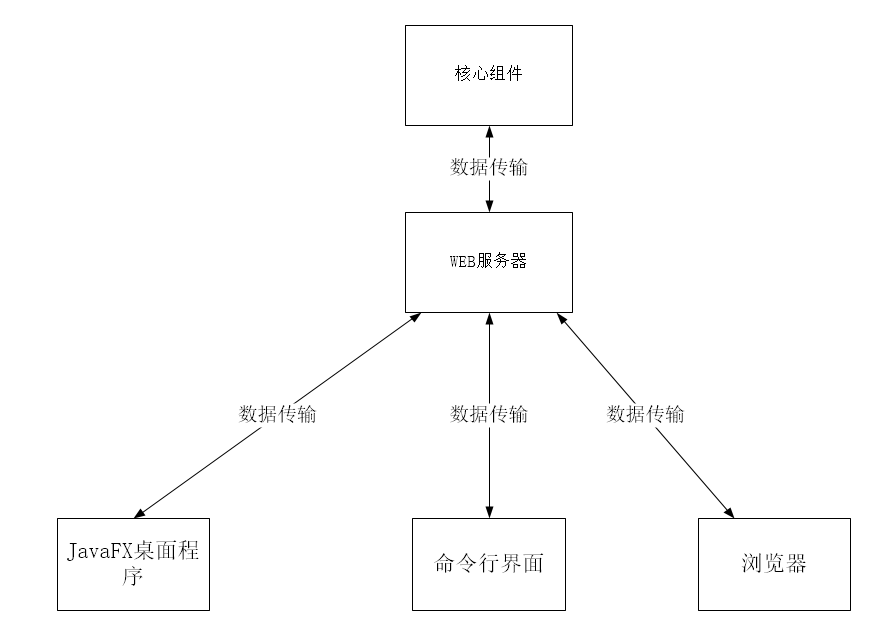 核心组件
数据传输
WEB服务器
数据传输
数据传输
数据传输
JavaFX桌面程
序
命令行界面
浏览器